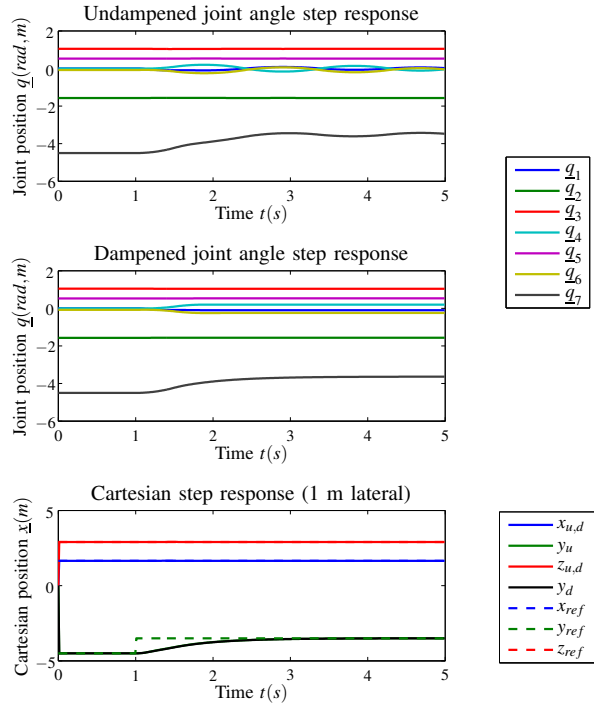 Undampened joint angle step response
Joint position q(rad,m)
2
0
−2
−4
−6
0 1 2 3 4 5
Time t(s)
q1
q2
q3
q4
q5
q6
q7
Dampened joint angle step response
Joint position q(rad,m)
2
0
−2
−4
−6
0 1 2 3 4 5
Time t(s)
Cartesian step response (1 m lateral)
Cartesian position x(m)
5
0
−5
0 1 2 3 4 5
Time t(s)
xu,d
yu
zu,d
yd
xref
yref
zref